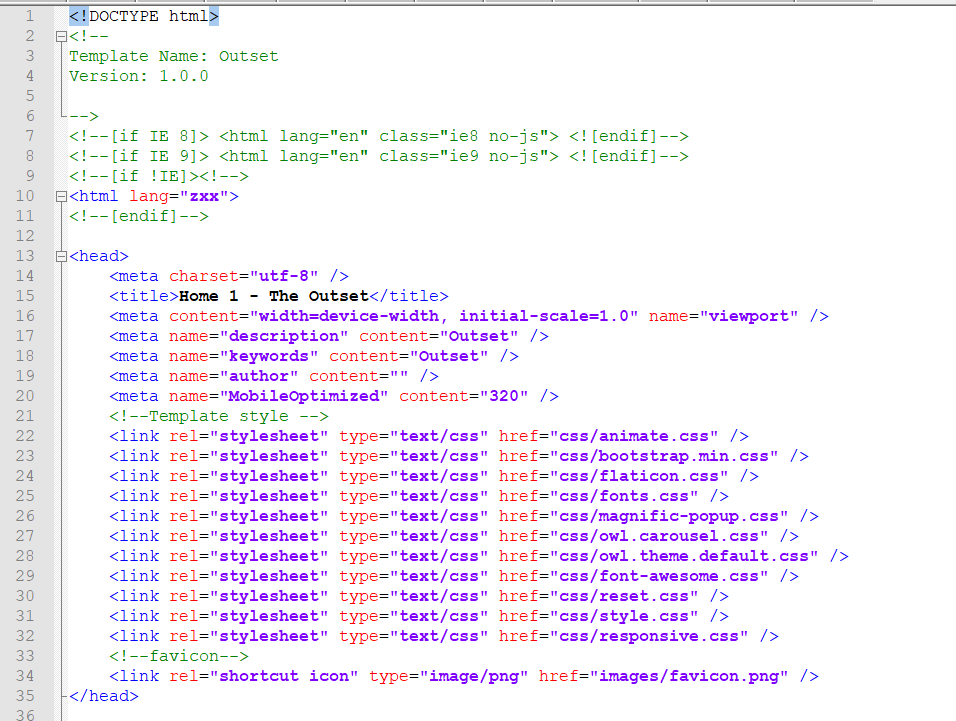 1 <!DOCTYPE html>
2 <!--
3 Template Name: Outset
4 Version: 1.0.0
5
6 -->
7 <!--[if IE 8]> <html lang="en" class="ie8 no-js"> <![endif]-->
8 <!--[if IE 9]> <html lang="en" class="ie9 no-js"> <![endif]-->
9 <!--[if !IE]><!-->
10 <html lang="zxx">
11 <!--[endif]-->
12
13 <head>
14     <meta charset="utf-8" />
15     <title>Home 1 - The Outset</title>
16     <meta content="width=device-width, initial-scale=1.0" name="viewport" />
17     <meta name="description" content="Outset" />
18     <meta name="keywords" content="Outset" />
19     <meta name="author" content="" />
20     <meta name="MobileOptimized" content="320" />
21     <!--Template style -->
22     <link rel="stylesheet" type="text/css" href="css/animate.css" />
23     <link rel="stylesheet" type="text/css" href="css/bootstrap.min.css" />
24     <link rel="stylesheet" type="text/css" href="css/flaticon.css" />
25     <link rel="stylesheet" type="text/css" href="css/fonts.css" />
26     <link rel="stylesheet" type="text/css" href="css/magnific-popup.css" />
27     <link rel="stylesheet" type="text/css" href="css/owl.carousel.css" />
28     <link rel="stylesheet" type="text/css" href="css/owl.theme.default.css" />
29     <link rel="stylesheet" type="text/css" href="css/font-awesome.css" />
30     <link rel="stylesheet" type="text/css" href="css/reset.css" />
31     <link rel="stylesheet" type="text/css" href="css/style.css" />
32     <link rel="stylesheet" type="text/css" href="css/responsive.css" />
33     <!--favicon-->
34     <link rel="shortcut icon" type="image/png" href="images/favicon.png" />
35 </head>
36